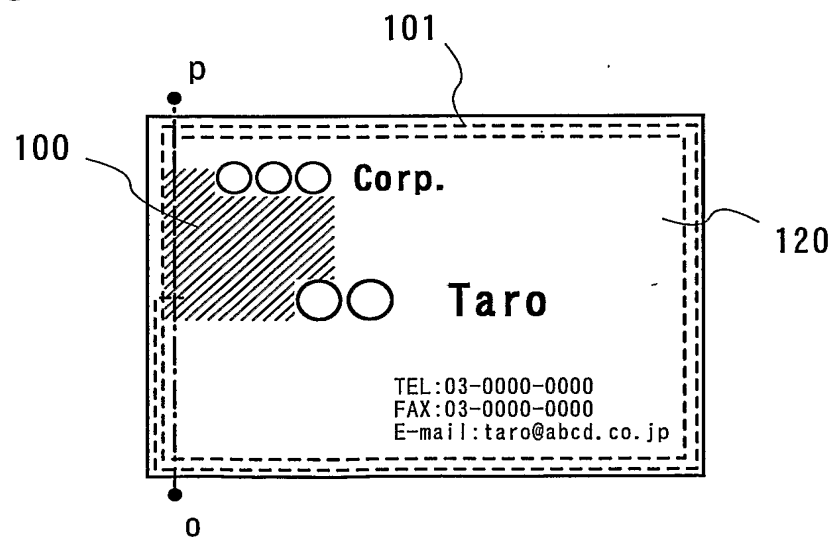 101
p
100
○○○ Corp.
120
○○ Taro
TEL:03-0000-0000
FAX:03-0000-0000
E-mail:taro@abcd.co.jp
o